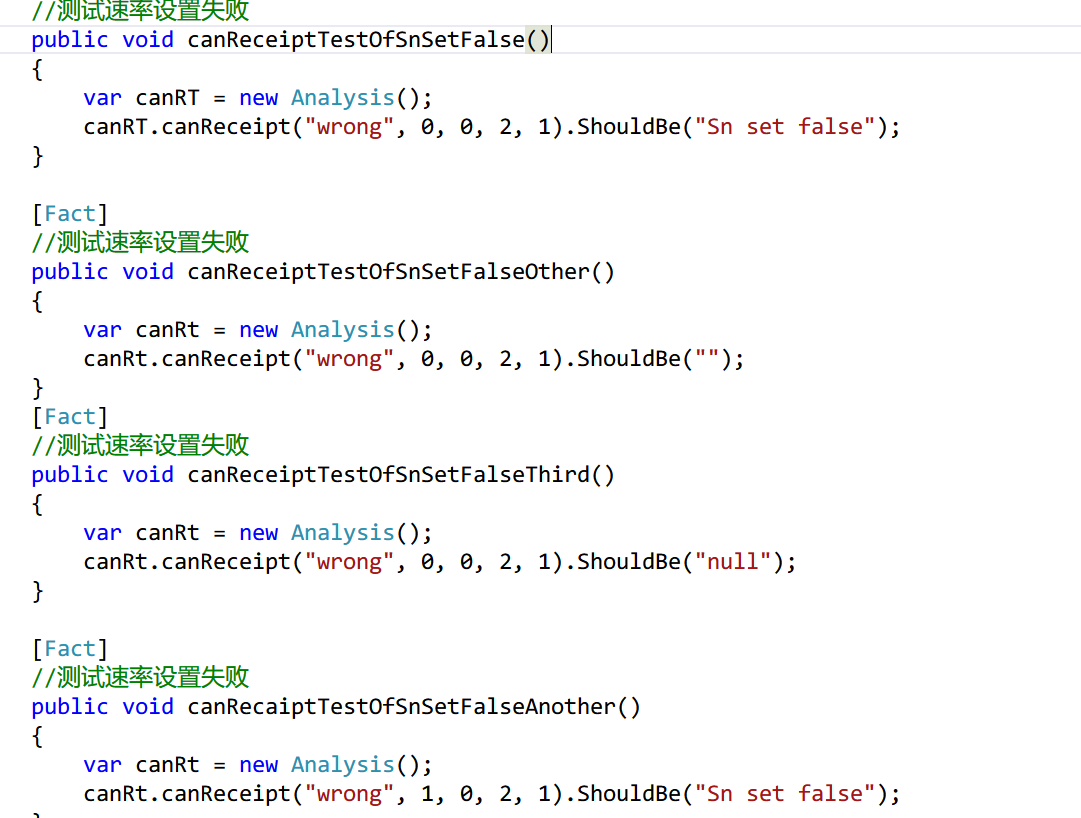 //测试速率设置失败
public void canReceiptTestOfSnSetFalse()
{
    var canRT = new Analysis();
    canRT.canReceipt("wrong", 0, 0, 2, 1).ShouldBe("Sn set false");
}

[Fact]
//测试速率设置失败
public void canReceiptTestOfSnSetFalseOther()
{
    var canRt = new Analysis();
    canRt.canReceipt("wrong", 0, 0, 2, 1).ShouldBe("");
}
[Fact]
//测试速率设置失败
public void canReceiptTestOfSnSetFalseThird()
{
    var canRt = new Analysis();
    canRt.canReceipt("wrong", 0, 0, 2, 1).ShouldBe("null");
}

[Fact]
//测试速率设置失败
public void canRecaiptTestOfSnSetFalseAnother()
{
    var canRt = new Analysis();
    canRt.canReceipt("wrong", 1, 0, 2, 1).ShouldBe("Sn set false");
}